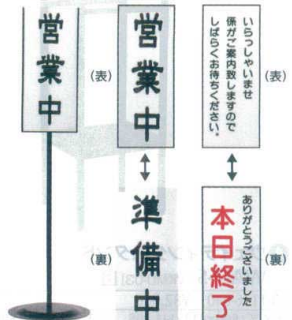 いらっしゃいませ
係がご案内致しますので
しばらくお待ちください。
(表)
営業中
(表)
営業中
ありがとうございました
本日終了
(裏)
準備中
(裏)